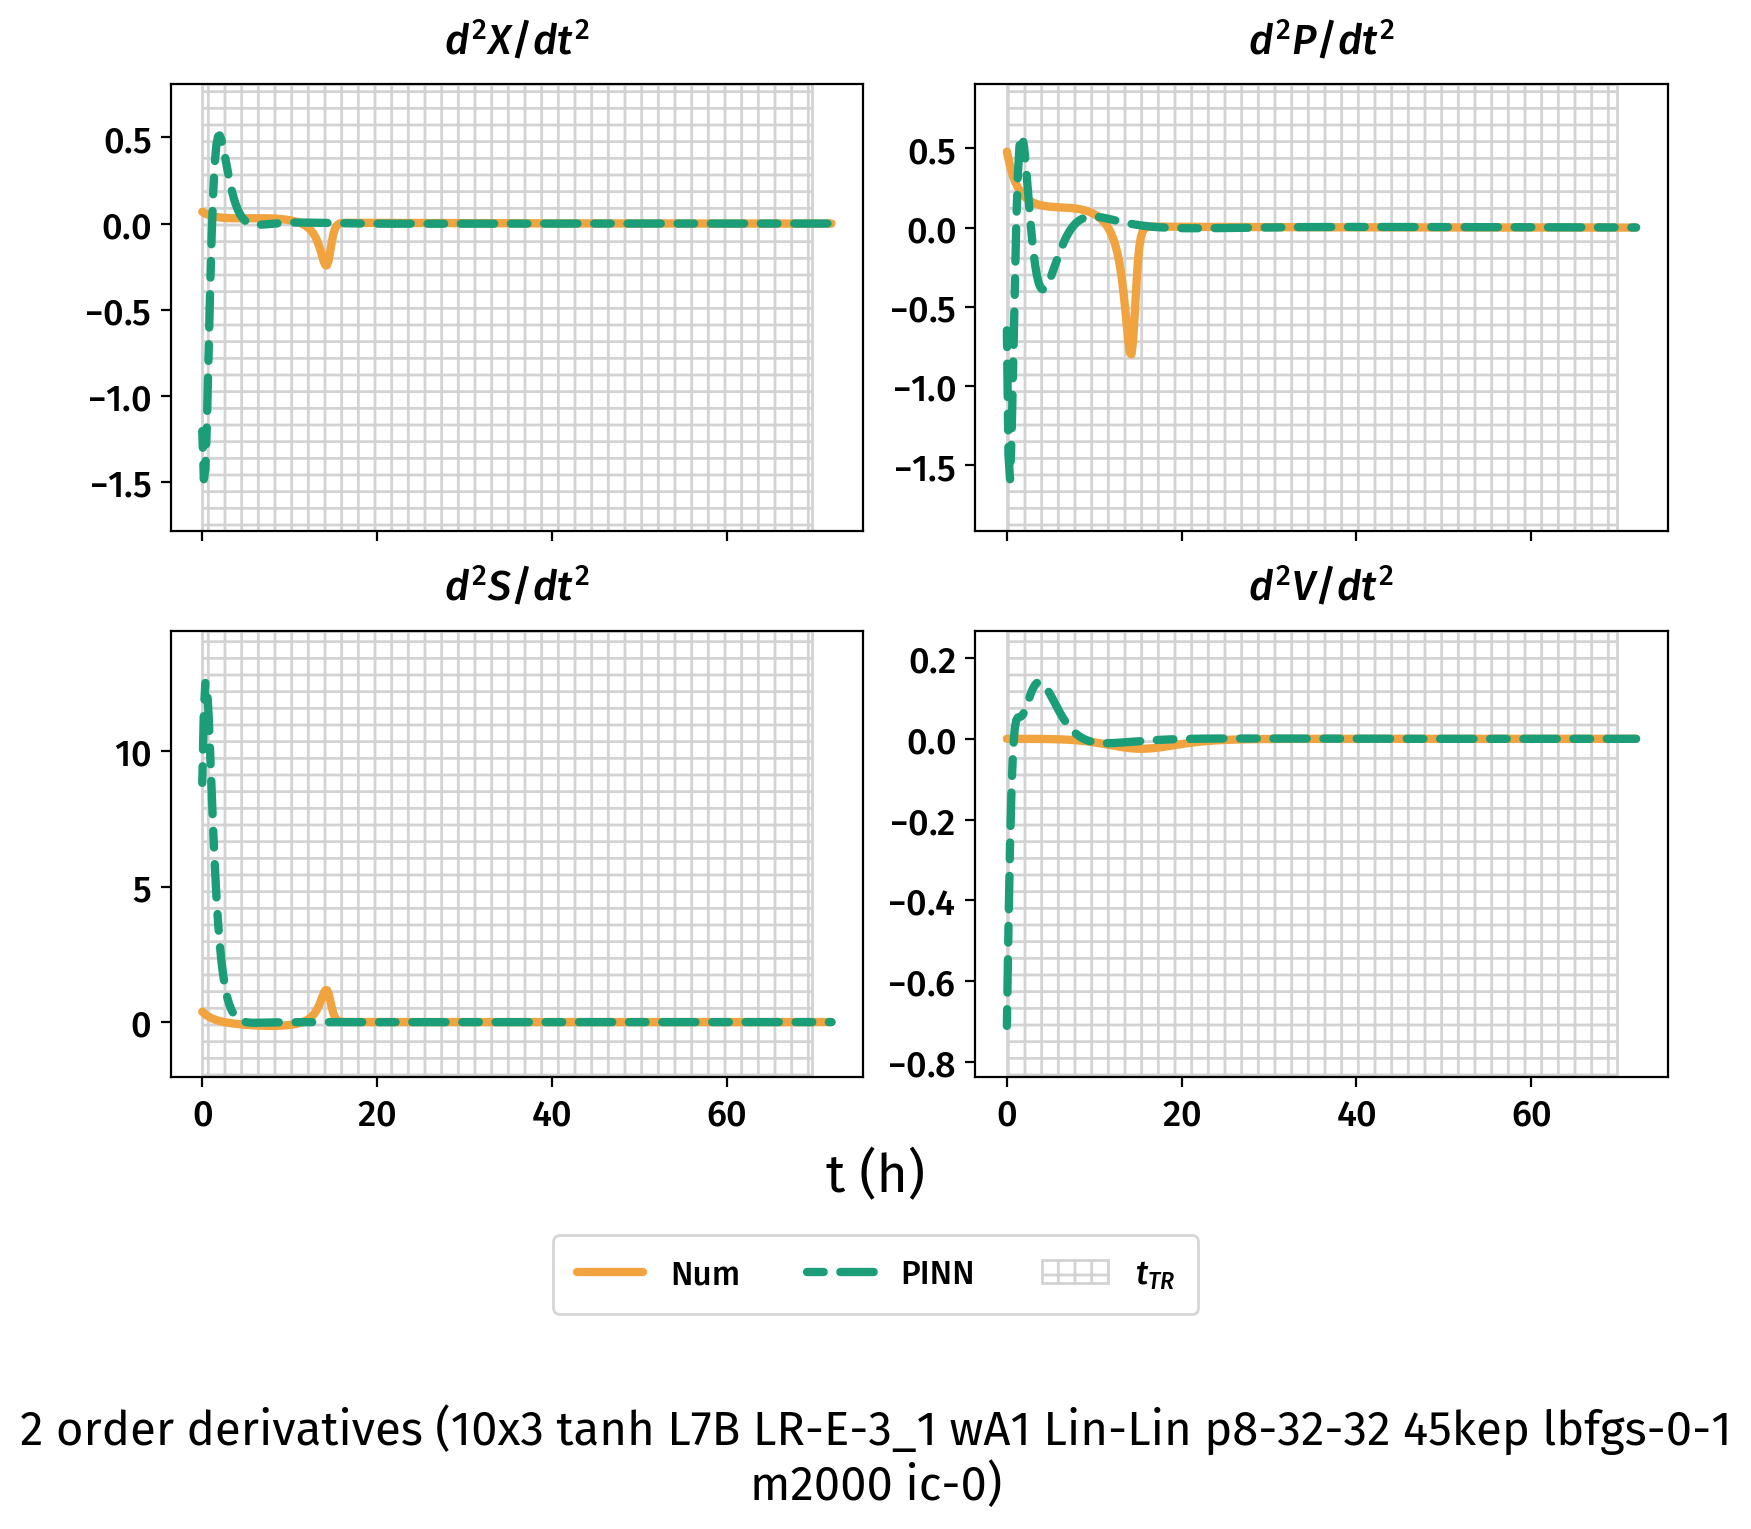 d²X/dt²
d²P/dt²
0.5
0.0
−0.5
−1.0
−1.5
0.5
0.0
−0.5
−1.0
−1.5
d²S/dt²
d²V/dt²
10
5
0
0.2
0.0
−0.2
−0.4
−0.6
−0.8
0 20 40 60
0 20 40 60
t (h)
Num PINN t_TR
2 order derivatives (10x3 tanh L7B LR-E-3_1 wA1 Lin-Lin p8-32-32 45kep lbfgs-0-1
m2000 ic-0)